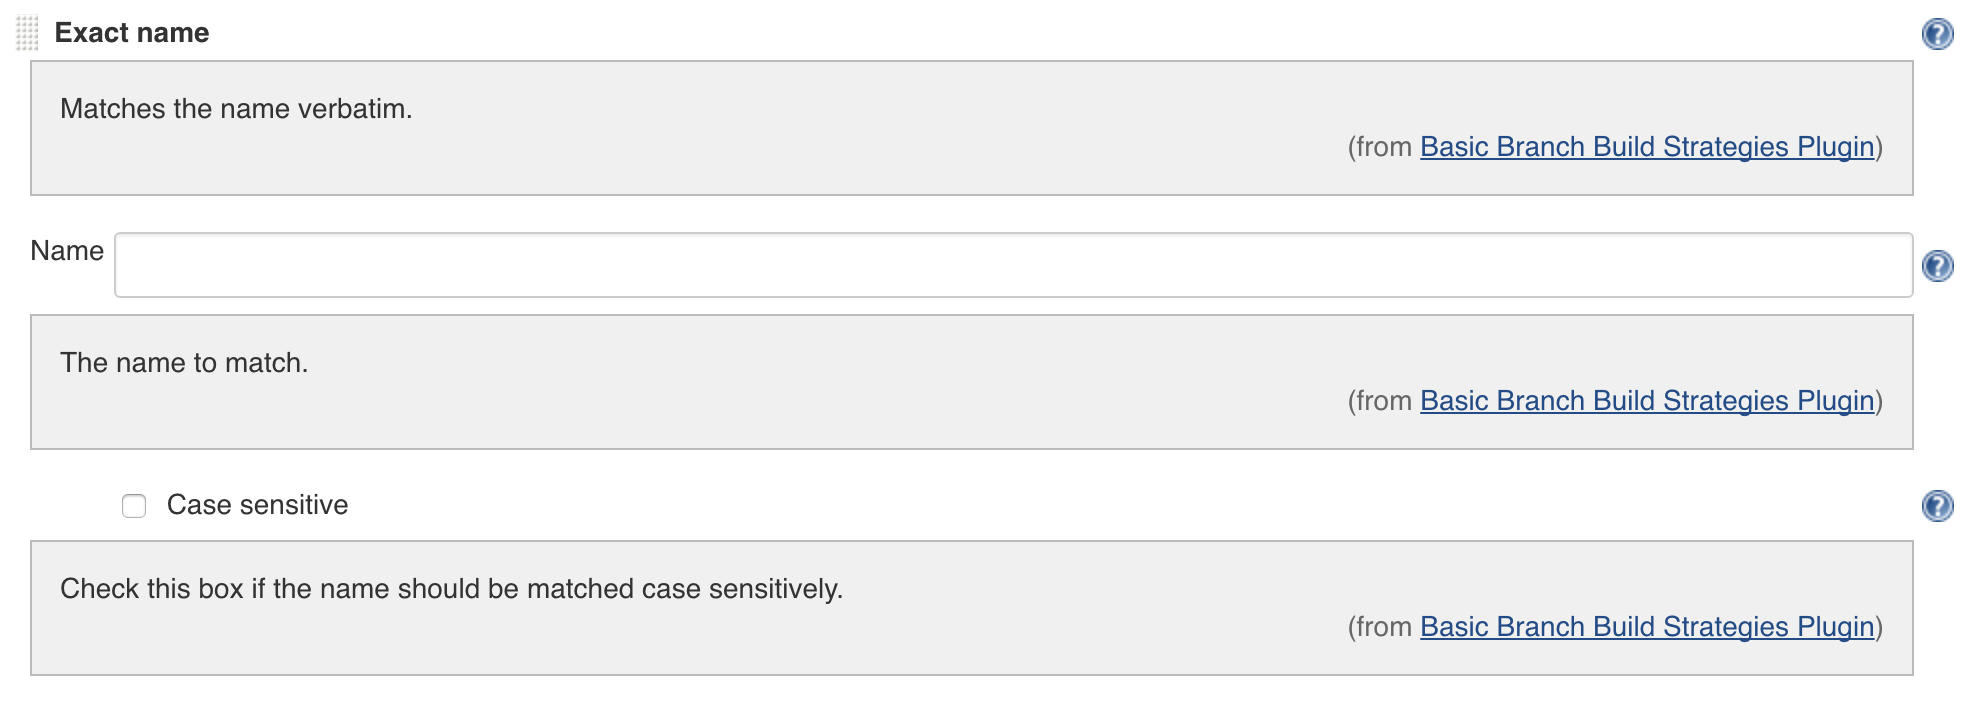 Exact name
Matches the name verbatim.
(from Basic Branch Build Strategies Plugin)
Name
The name to match.
(from Basic Branch Build Strategies Plugin)
Case sensitive
Check this box if the name should be matched case sensitively.
(from Basic Branch Build Strategies Plugin)